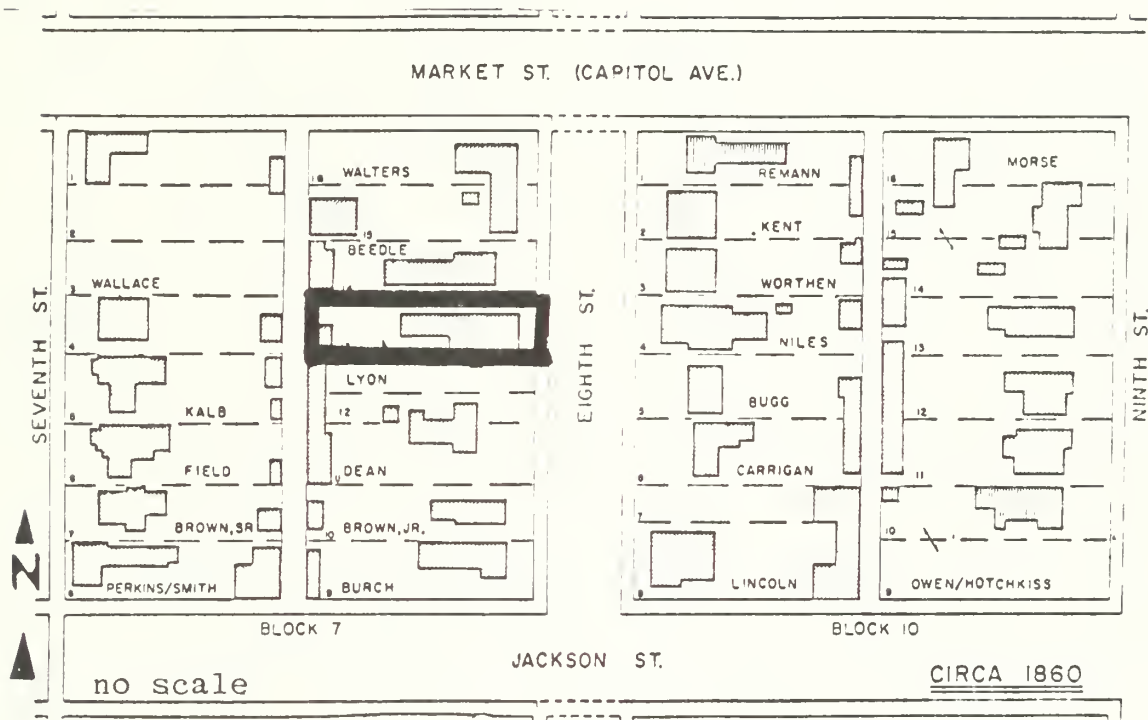 MARKET ST. (CAPITOL AVE.)
1
16 WALTERS
1
REMANN
16
MORSE
2
15
BEEDLE
2
KENT
15
WALLACE
3
3
WORTHEN
14
SEVENTH ST.
EIGHTH ST.
NINTH ST.
4
LYON
4
NILES
13
5
KALB
12
5
BUGG
12
6
FIELD
DEAN
6
CARRIGAN
11
7
BROWN, SR
10 BROWN, JR.
7
10
8
PERKINS/SMITH
9 BURCH
8
LINCOLN
9
OWEN/HOTCHKISS
N
BLOCK 7
BLOCK 10
JACKSON ST.
no scale
CIRCA 1860